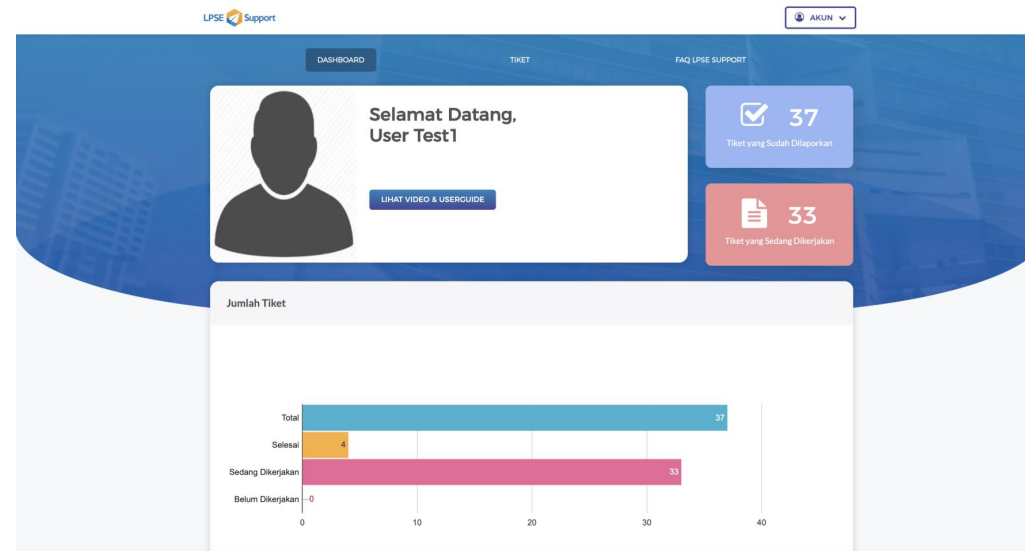 LPSE Support
AKUN
DASHBOARD
TIKET
FAQ LPSE SUPPORT
Selamat Datang,
User Test1
LIHAT VIDEO & USERGUIDE
37
Tiket yang Sudah Dilaporkan
33
Tiket yang Sedang Dikerjakan
Jumlah Tiket
Total
37
Selesai
4
Sedang Dikerjakan
33
Belum Dikerjakan
0
0
10
20
30
40